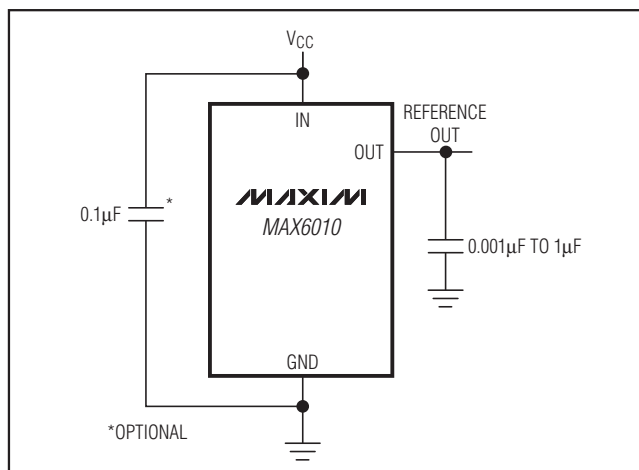 VCC
IN
REFERENCE
OUT
OUT
MAXIM
MAX6010
0.1μF
*
0.001μF TO 1μF
GND
*OPTIONAL